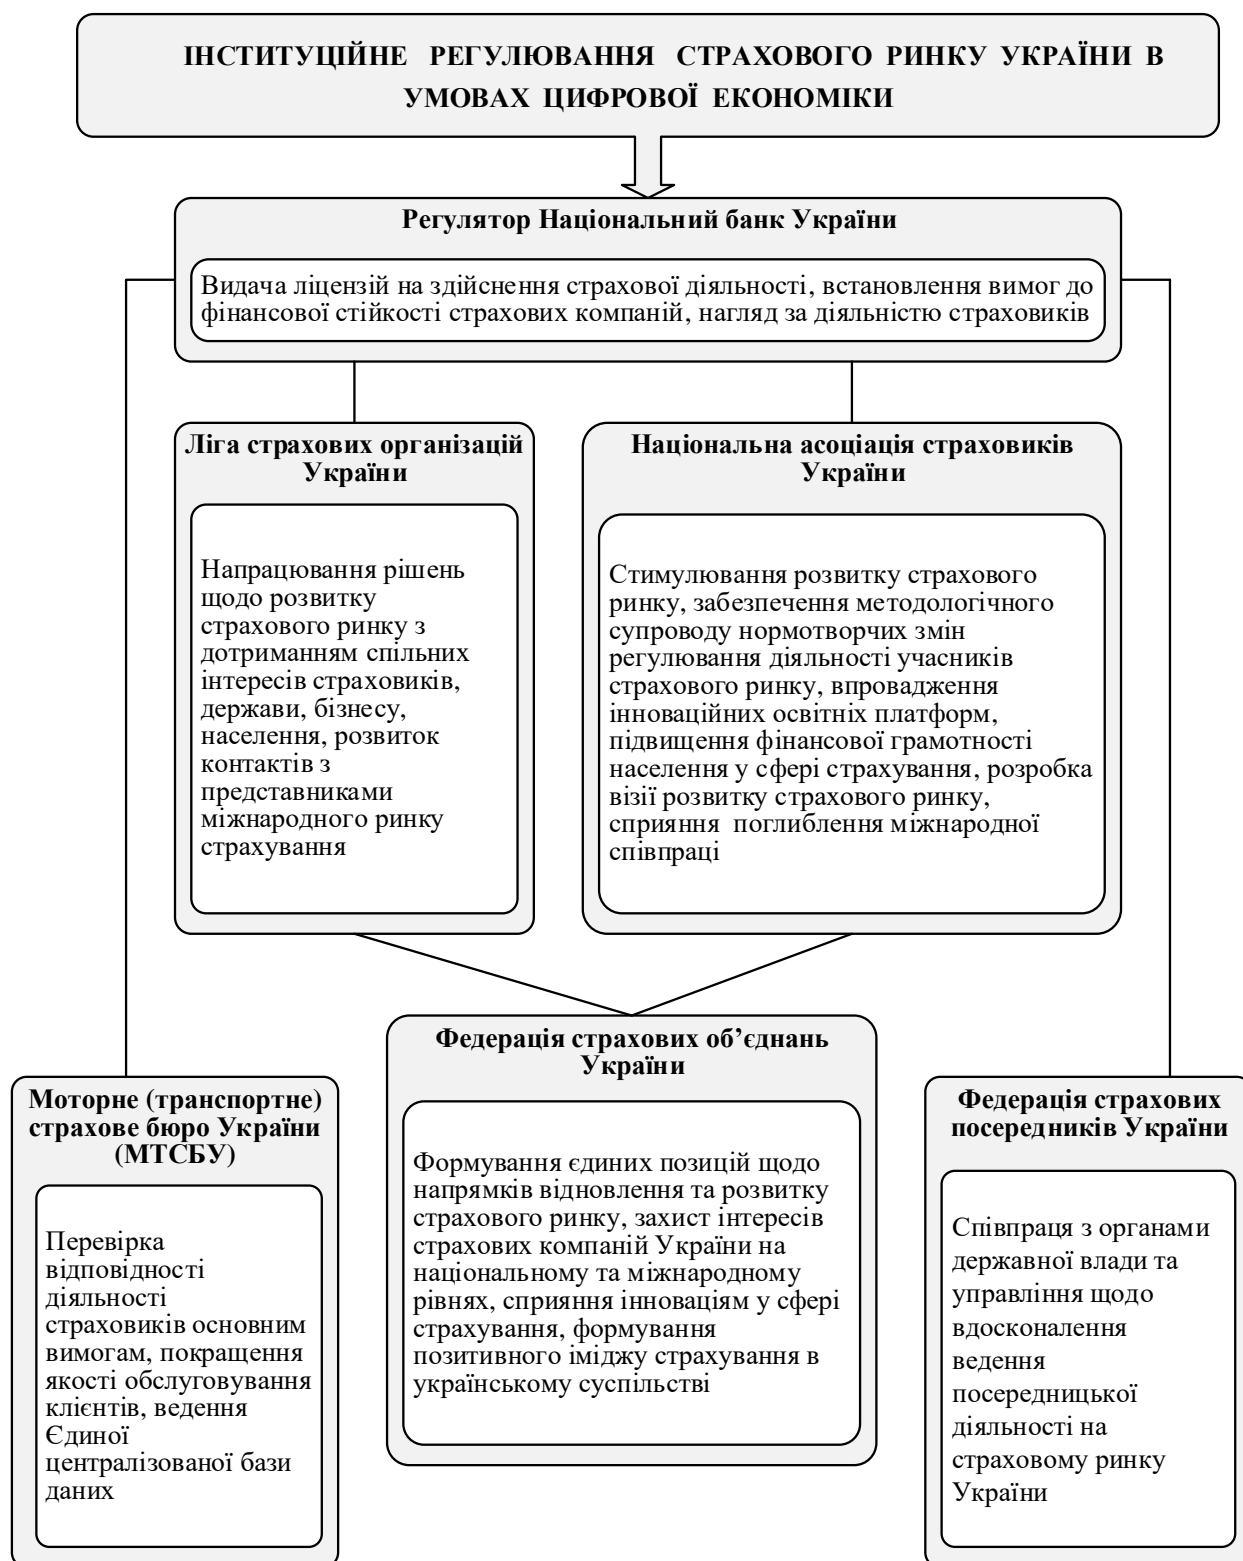 ІНСТИТУЦІЙНЕ РЕГУЛЮВАННЯ СТРАХОВОГО РИНКУ УКРАЇНИ В
УМОВАХ ЦИФРОВОЇ ЕКОНОМІКИ
Регулятор Національний банк України
Видача ліцензій на здійснення страхової діяльності, встановлення вимог до
фінансової стійкості страхових компаній, нагляд за діяльністю страховиків
Ліга страхових організацій
України
Напрацювання рішень
щодо розвитку
страхового ринку з
дотриманням спільних
інтересів страховиків,
держави, бізнесу,
населення, розвиток
контактів з
представниками
міжнародного ринку
страхування
Національна асоціація страховиків
України
Стимулювання розвитку страхового
ринку, забезпечення методологічного
супроводу нормотворчих змін
регулювання діяльності учасників
страхового ринку, впровадження
інноваційних освітніх платформ,
підвищення фінансової грамотності
населення у сфері страхування, розробка
візії розвитку страхового ринку,
сприяння поглиблення міжнародної
співпраці
Моторне (транспортне)
страхове бюро України
(МТСБУ)
Перевірка
відповідності
діяльності
страховиків основним
вимогам, покращення
якості обслуговування
клієнтів, ведення
Єдиної
централізованої бази
даних
Федерація страхових об’єднань
України
Формування єдиних позицій щодо
напрямків відновлення та розвитку
страхового ринку, захист інтересів
страхових компаній України на
національному та міжнародному
рівнях, сприяння інноваціям у сфері
страхування, формування
позитивного іміджу страхування в
українському суспільстві
Федерація страхових
посередників України
Співпраця з органами
державної влади та
управління щодо
вдосконалення
ведення
посередницької
діяльності на
страховому ринку
України